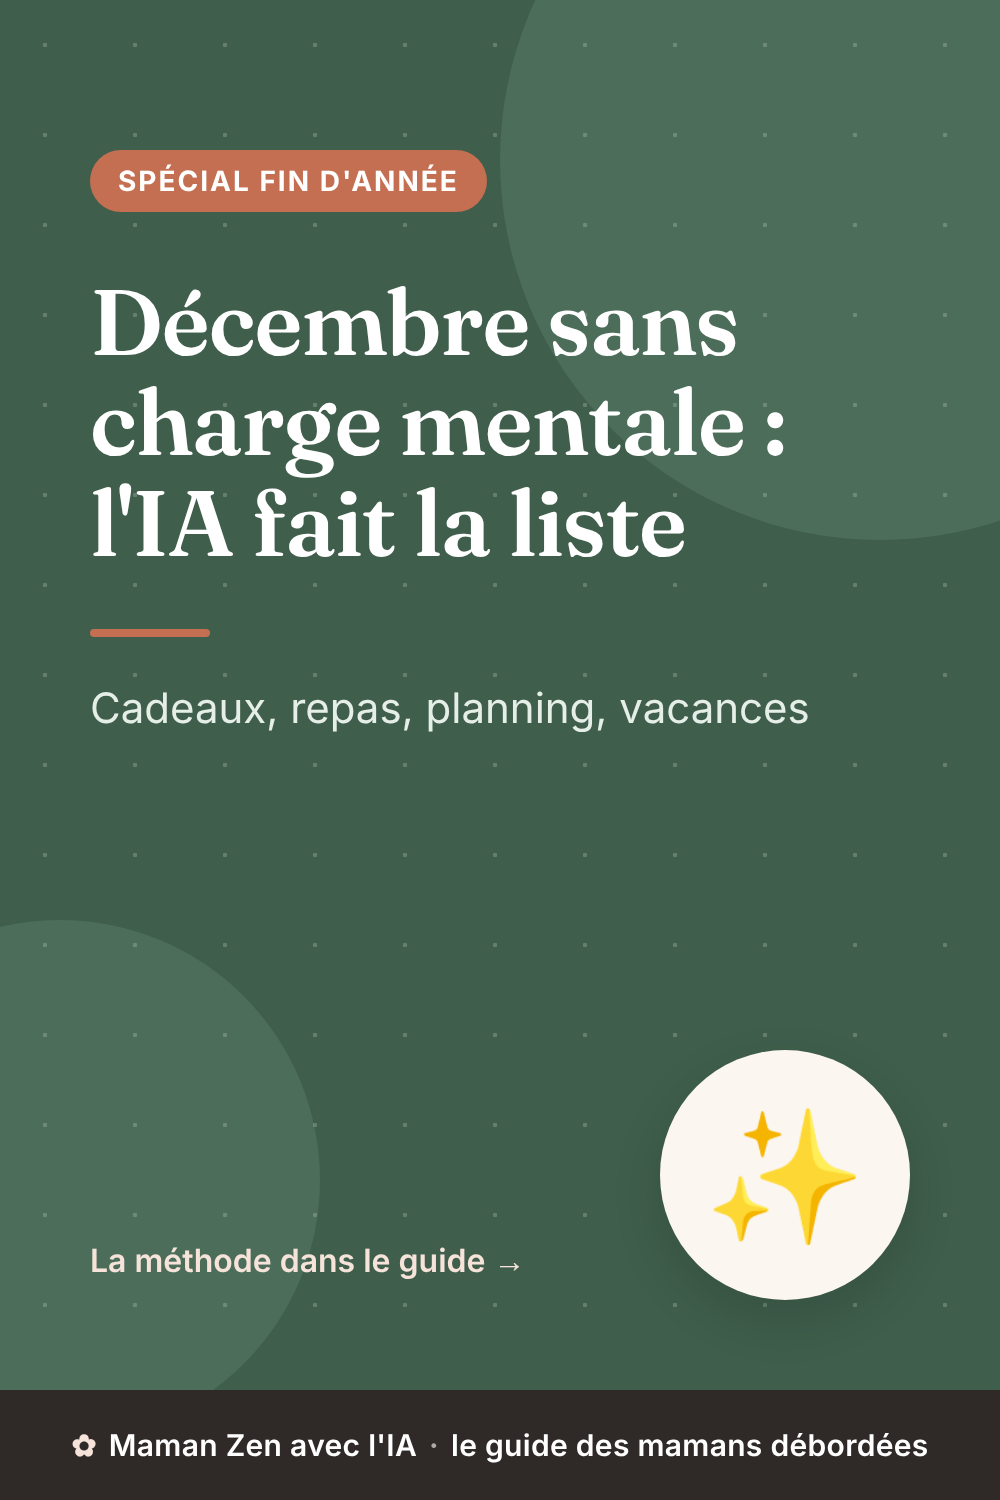 SPÉCIAL FIN D'ANNÉE
Décembre sans
charge mentale :
l'IA fait la liste
Cadeaux, repas, planning, vacances
La méthode dans le guide →
✿ Maman Zen avec l'IA · le guide des mamans débordées